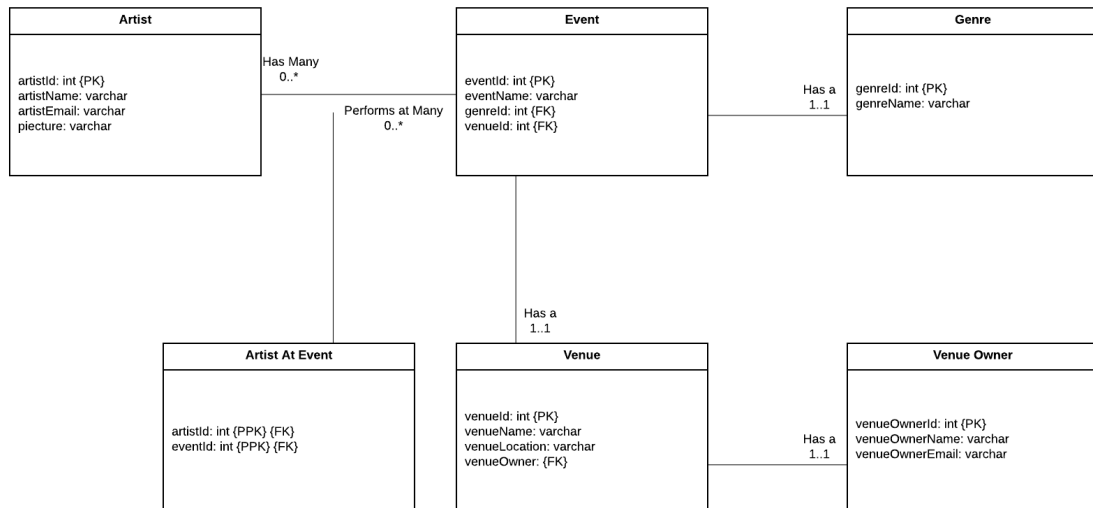 Artist
artistId: int {PK}
artistName: varchar
artistEmail: varchar
piecture: varchar
Has Many
0..*
Performs at Many
0..*
Event
eventId: int {PK}
eventName: varchar
genreId: int {FK}
venueId: int {FK}
Has a
1..1
Genre
genreId: int {PK}
genreName: varchar
Has a
1..1
Artist At Event
artistId: int {PPK} {FK}
eventId: int {PPK} {FK}
Venue
venueId: int {PK}
venueName: varchar
venueLocation: varchar
venueOwner: {FK}
Has a
1..1
Venue Owner
venueOwnerId: int {PK}
venueOwnerName: varchar
venueOwnerEmail: varchar